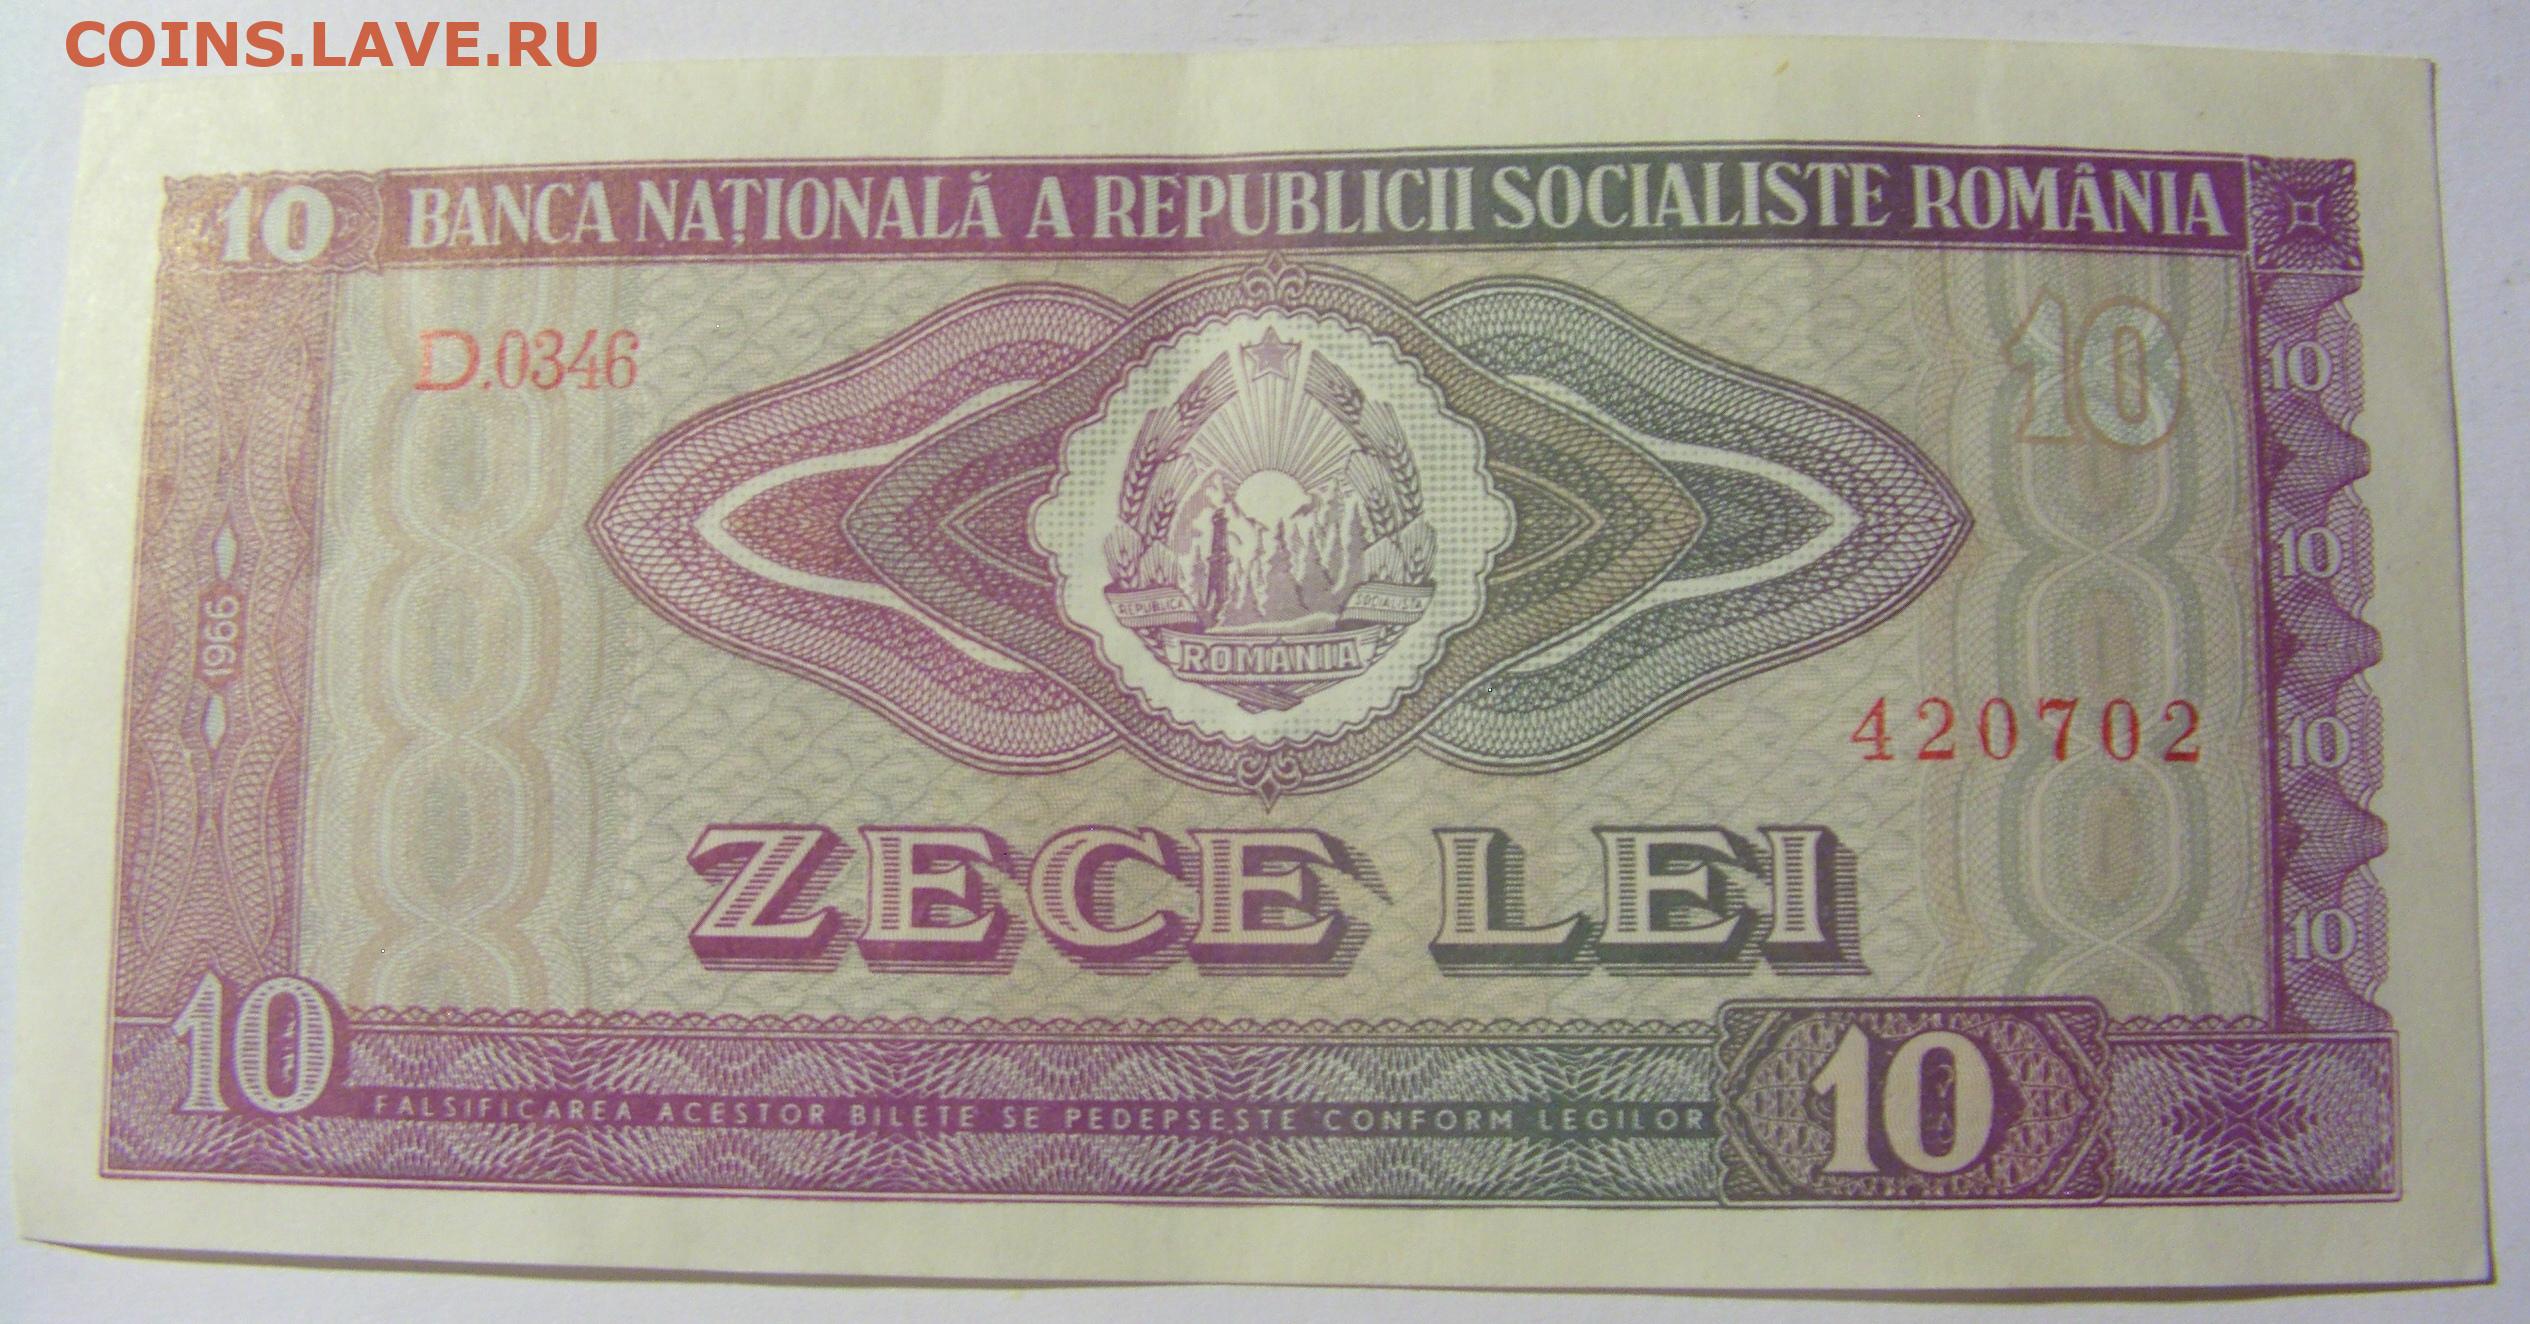 COINS.LAVE.RU
10 BANCA NAȚIONALĂ A REPUBLICII SOCIALISTE ROMÂNIA
D.0346
10
10
10
10
10
1966
REPUBLICA SOCIALISTA
ROMÂNIA
420702
ZECE LEI
10
FALSIFICAREA ACESTOR BILETE SE PEDEPSESTE CONFORM LEGILOR
10